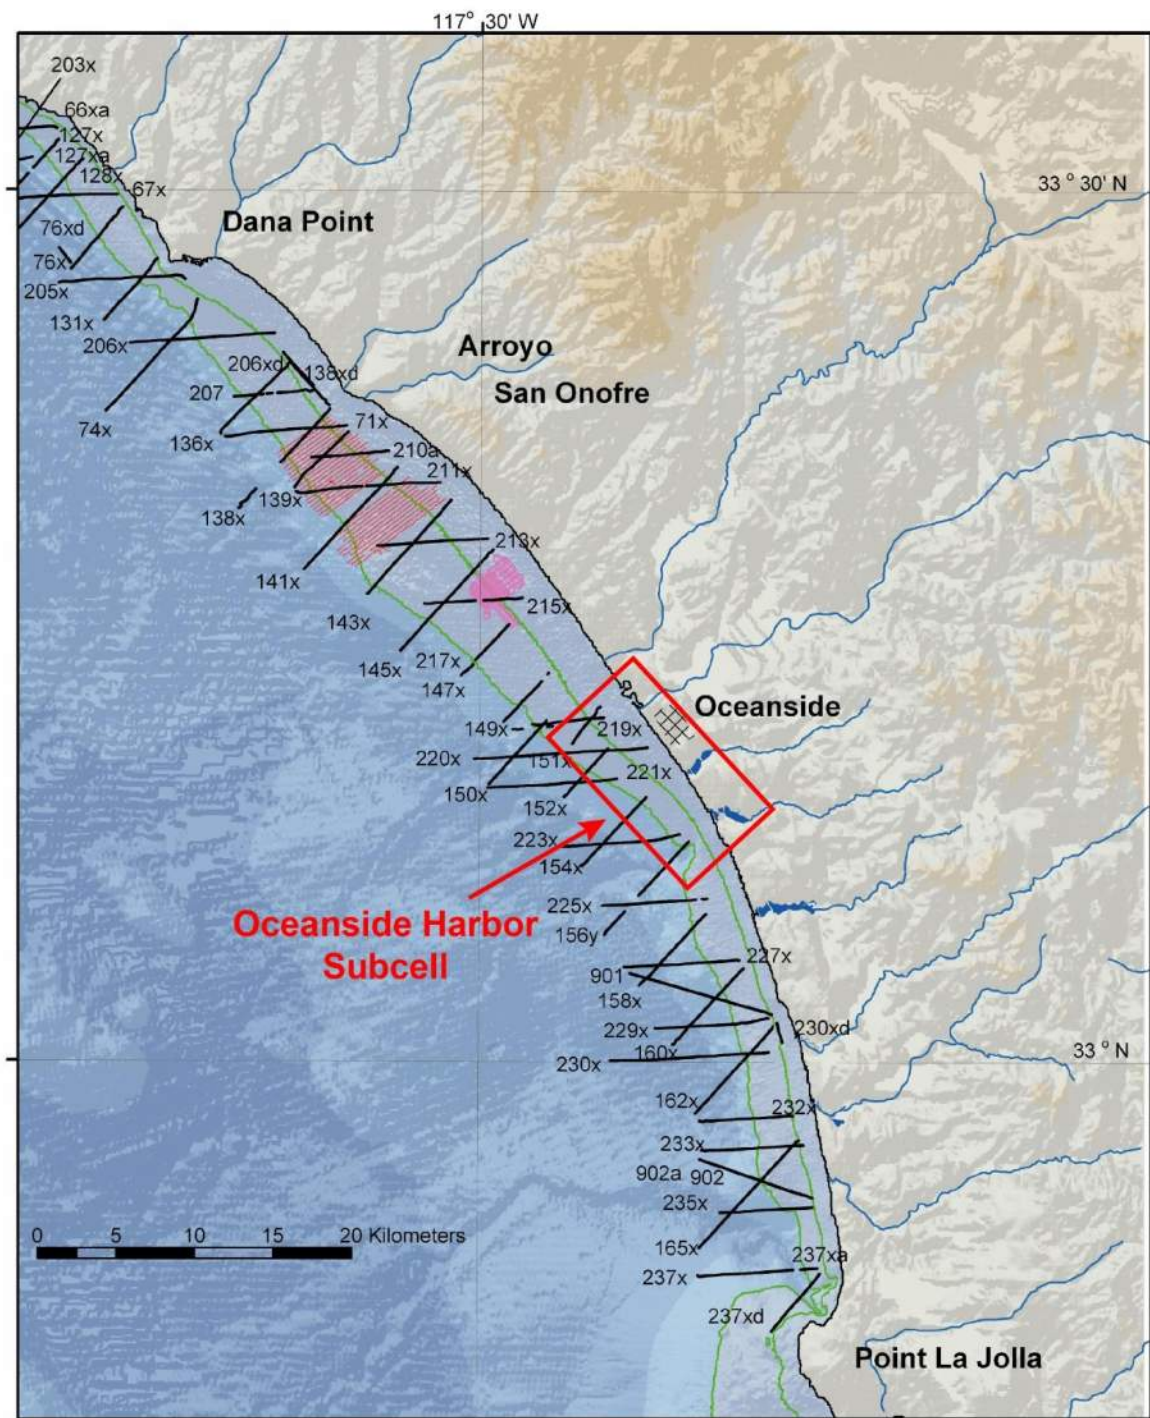 117° 30' W
203x
66xa
127x
127xa
128x
67x
33 ° 30' N
Dana Point
76xd
76x
205x
131x
206x
Arroyo
San Onofre
206xd
138xd
207
74x
136x
71x
210a
211x
139x
138x
213x
141x
215x
143x
145x
217x
147x
Oceanside
149x
219x
220x
151x
221x
150x
152x
223x
154x
Oceanside Harbor
Subcell
225x
156y
227x
901
158x
229x
230xd
160x
230x
33 ° N
162x
232x
233x
902a
902
235x
0 5 10 15 20 Kilometers
165x
237xa
237x
237xd
Point La Jolla